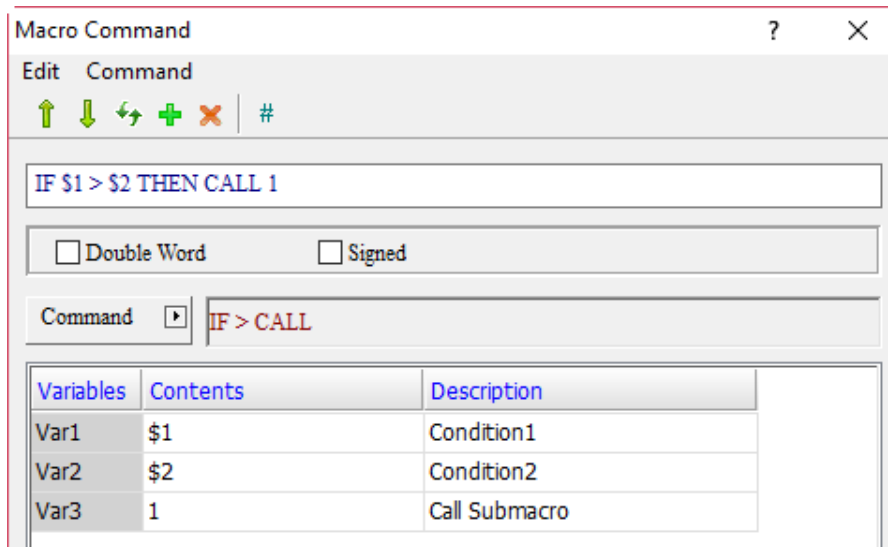 Macro Command ?
Edit Command
#
IF $1 > $2 THEN CALL 1
Double Word Signed
Command IF > CALL
Variables Contents Description
Var1 $1 Condition1
Var2 $2 Condition2
Var3 1 Call Submacro